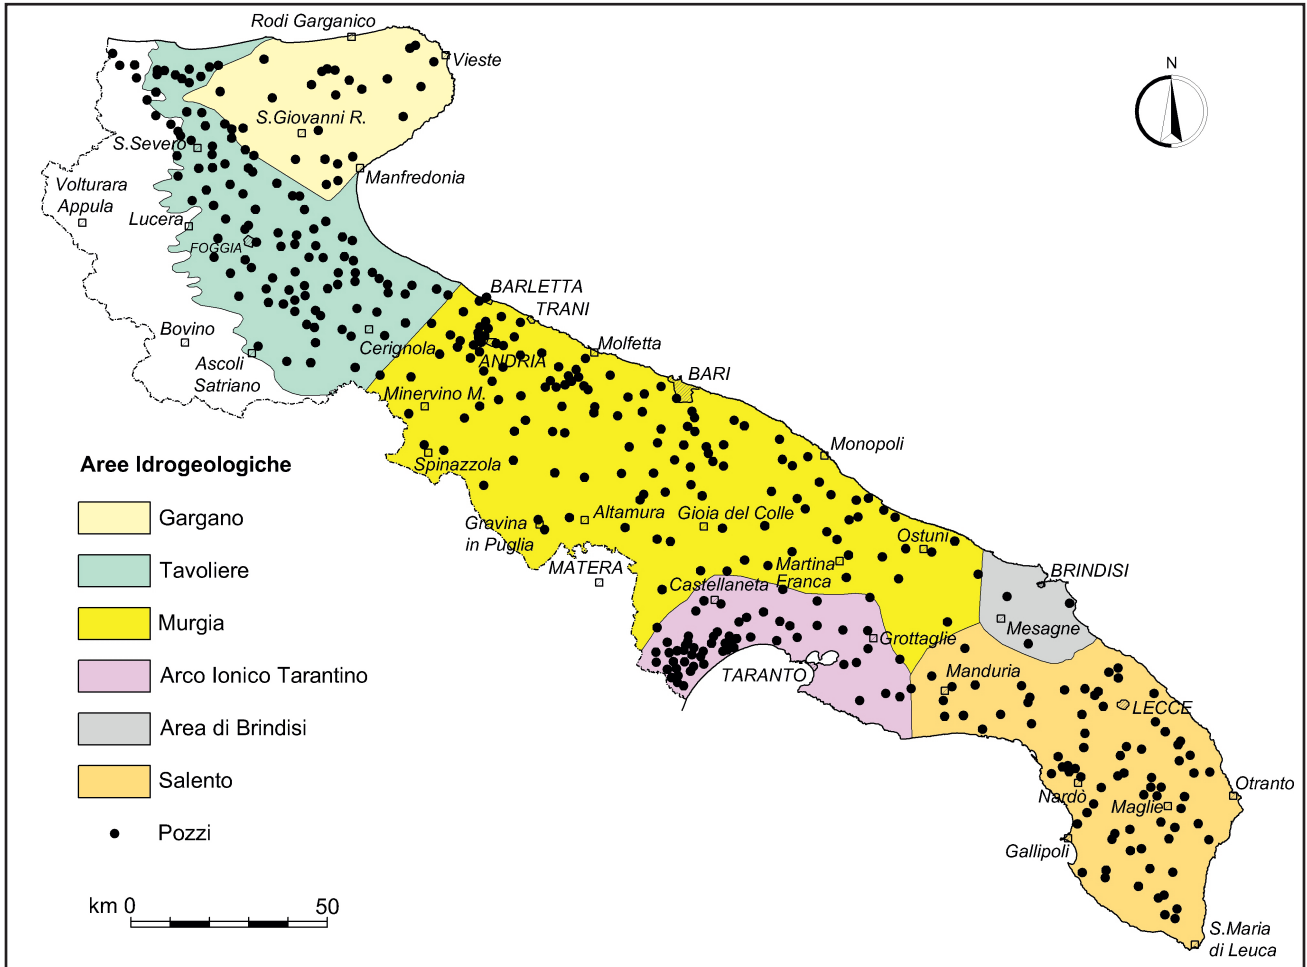 Rodi Garganico
Vieste
N
S.Giovanni R.
S.Severo
Manfredonia
Volturara
Appula
Lucera
FOGGIA
BARLETTA
TRANI
Bovino
Cerignola
Molfetta
Ascoli
Satriano
ANDRIA
BARI
Minervino M.
Monopoli
Spinazzola
Aree Idrogeologiche
Gargano
Tavoliere
Murgia
Arco Ionico Tarantino
Area di Brindisi
Salento
Pozzi
Altamura
Gioia del Colle
Gravina
in Puglia
Ostuni
MATERA
Martina
Franca
Castellaneta
BRINDISI
Mesagne
Grottaglie
TARANTO
Manduria
LECCE
Nardò
Maglie
Otranto
Gallipoli
km 0 50
S.Maria
di Leuca